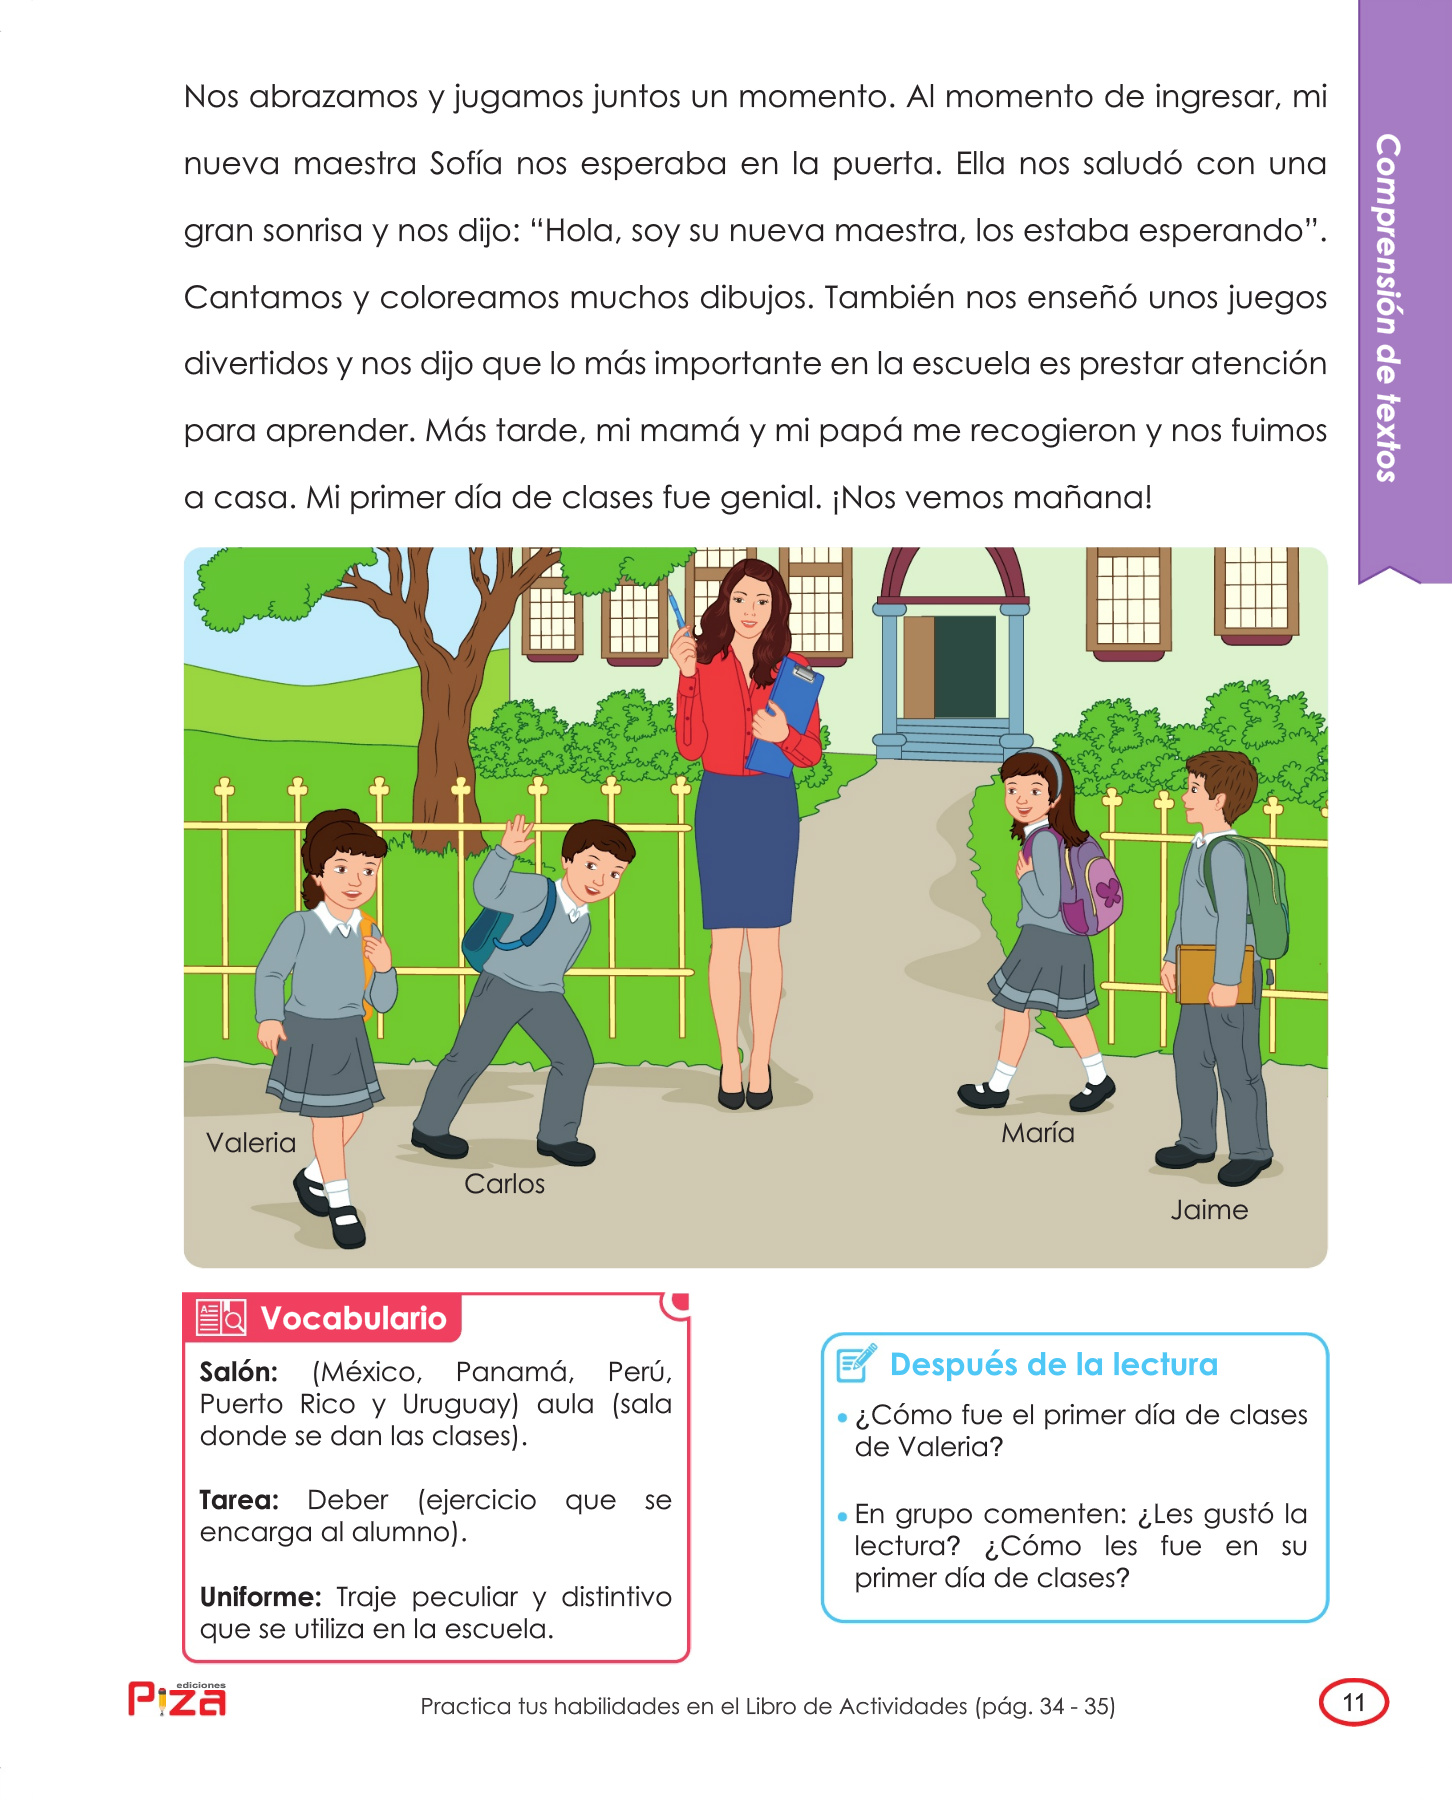 Nos abrazamos y jugamos juntos un momento. Al momento de ingresar, mi
nueva maestra Sofía nos esperaba en la puerta. Ella nos saludó con una
gran sonrisa y nos dijo: “Hola, soy su nueva maestra, los estaba esperando”.
Cantamos y coloreamos muchos dibujos. También nos enseñó unos juegos
divertidos y nos dijo que lo más importante en la escuela es prestar atención
para aprender. Más tarde, mi mamá y mi papá me recogieron y nos fuimos
a casa. Mi primer día de clases fue genial. ¡Nos vemos mañana!
Comprensión de textos
Valeria
Carlos
María
Jaime
Vocabulario
Salón: (México, Panamá, Perú,
Puerto Rico y Uruguay) aula (sala
donde se dan las clases).
Tarea: Deber (ejercicio que se
encarga al alumno).
Uniforme: Traje peculiar y distintivo
que se utiliza en la escuela.
Después de la lectura
• ¿Cómo fue el primer día de clases
de Valeria?
• En grupo comenten: ¿Les gustó la
lectura? ¿Cómo les fue en su
primer día de clases?
ediciones
Piza
Practica tus habilidades en el Libro de Actividades (pág. 34 - 35)
11